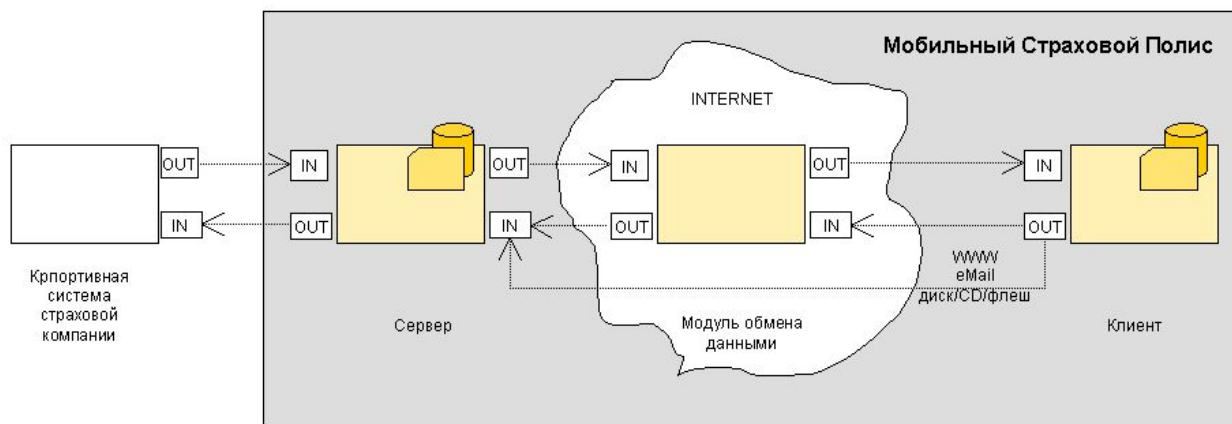 Мобильный Страховой Полис
INTERNET
OUT
IN
OUT
IN
OUT
IN
IN
OUT
IN
OUT
IN
OUT
WWW
eMail
диск/CD/флеш
Крпортивная
система
страховой
компании
Сервер
Модуль обмена
данными
Клиент